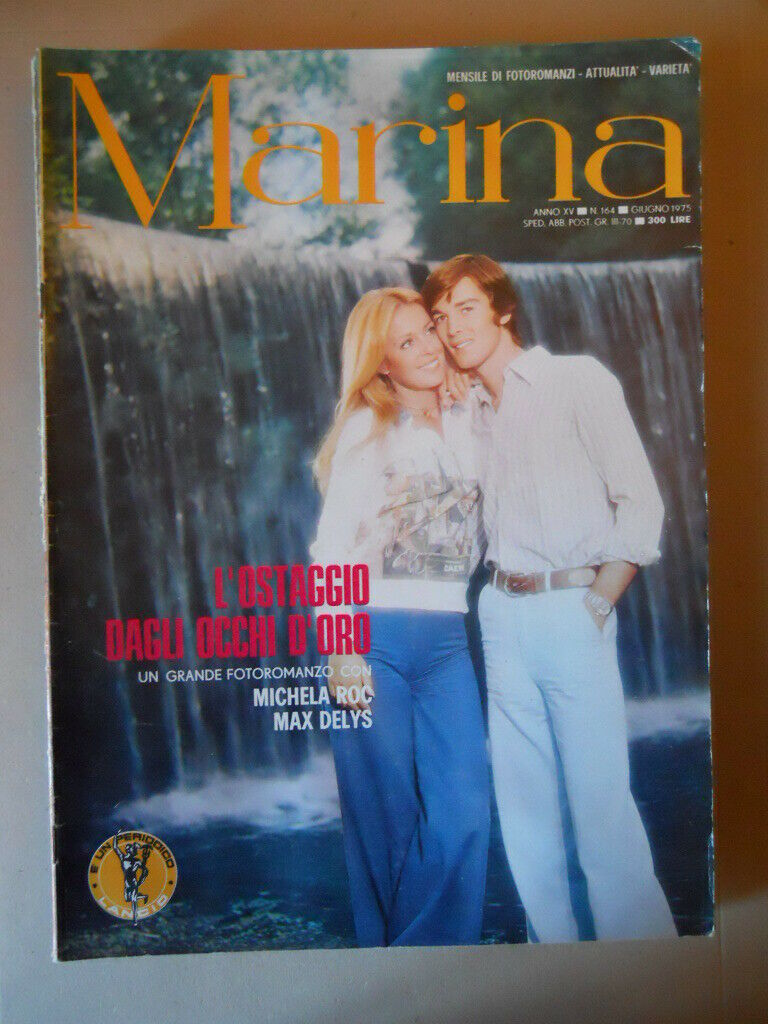 Marina
MENSILE DI FOTOROMANZI - ATTUALITA' - VARIETA'
ANNO XV ■ N. 164 ■ GIUGNO 1975
SPED. ABB. POST. GR. III-70 ■ 300 LIRE
L'OSTAGGIO
DAGLI OCCHI D'ORO
UN GRANDE FOTOROMANZO CON
MICHELA ROC
MAX DELYS
E UN PERIODICO
LANCIO